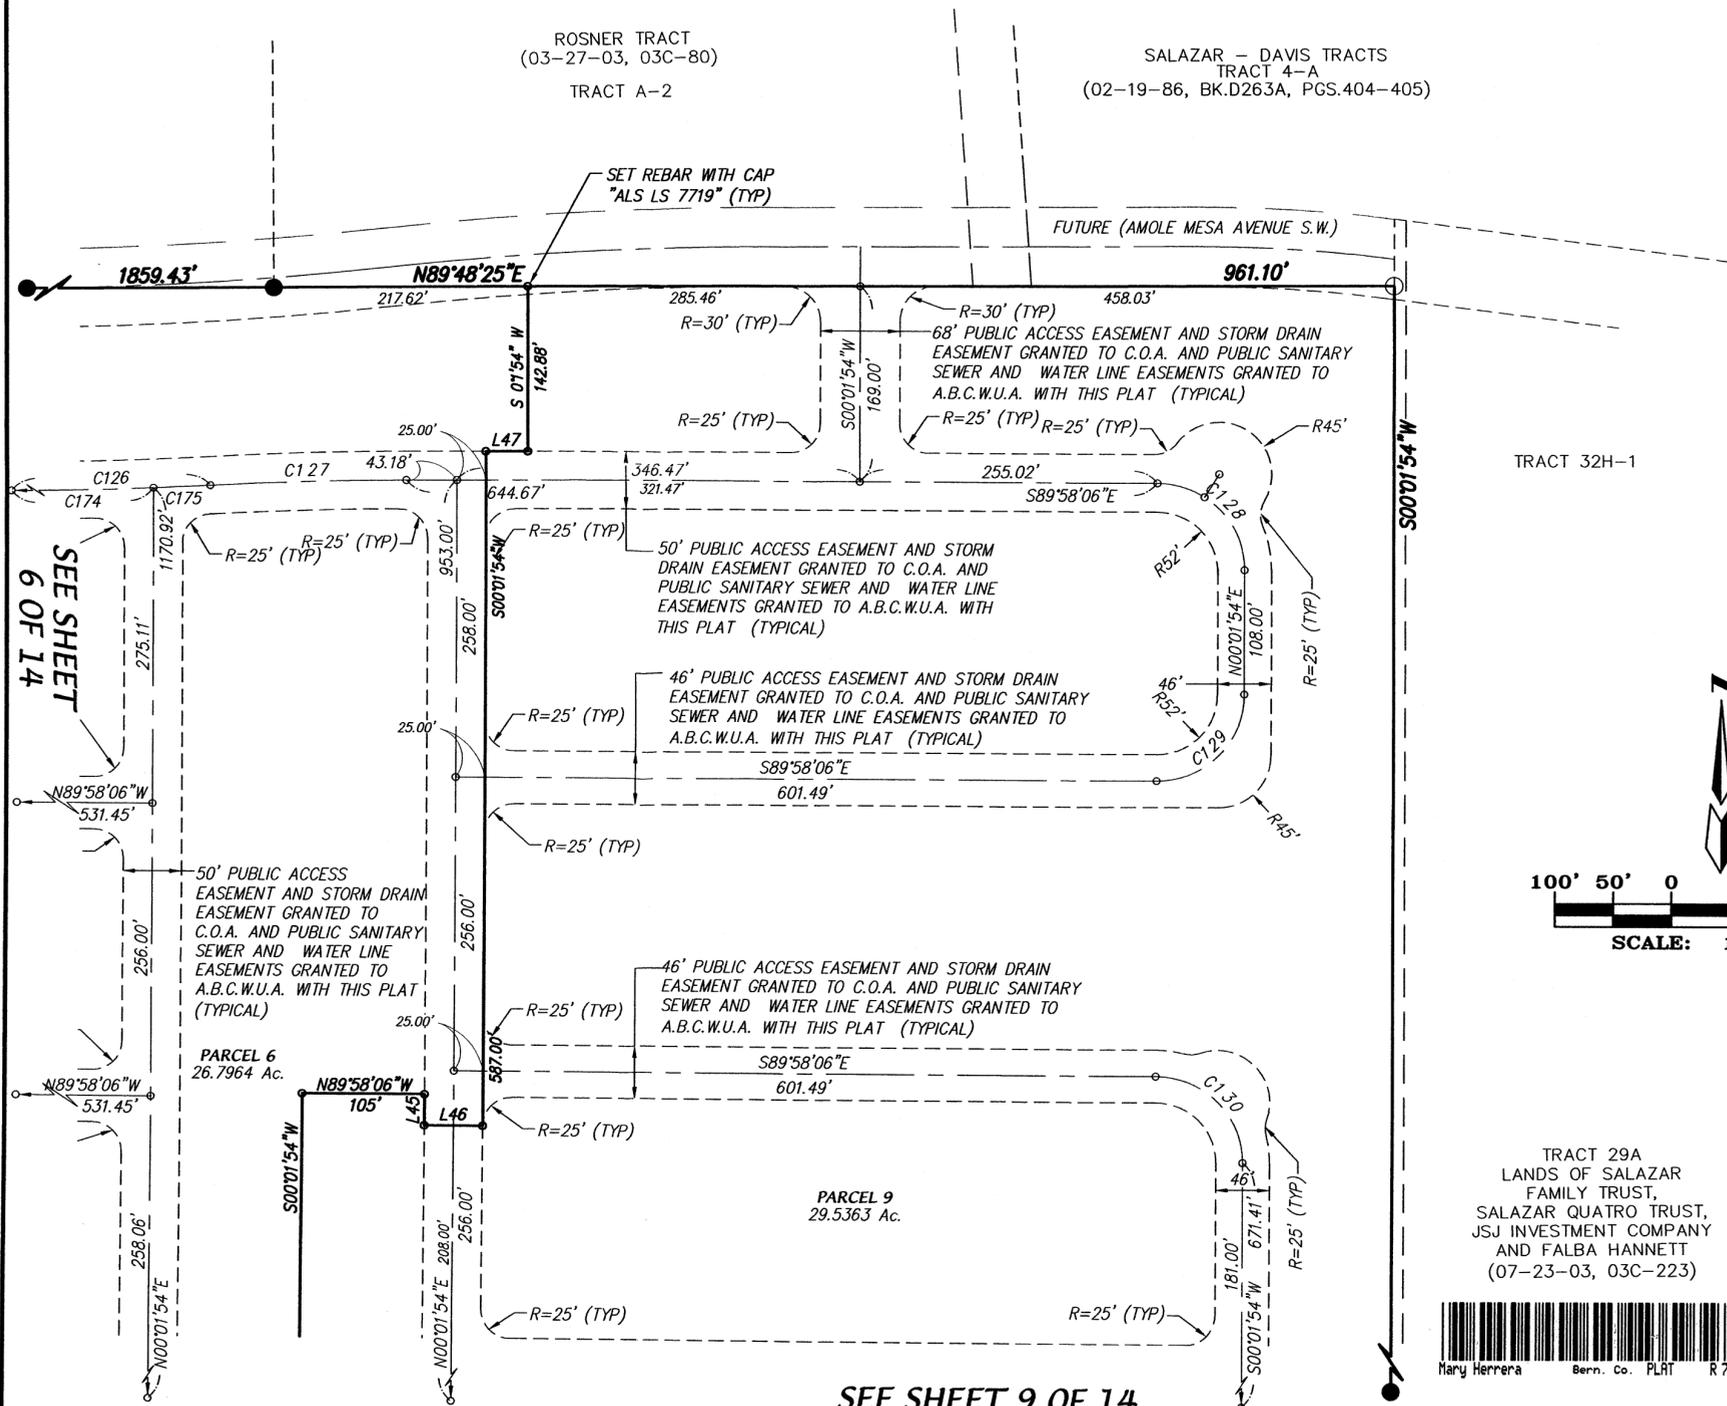 ROSNER TRACT
(03-27-03, 03C-80)
TRACT A-2
SALAZAR - DAVIS TRACTS
TRACT 4-A
(02-19-86, BK.D263A, PGS.404-405)
SET REBAR WITH CAP
"ALS LS 7719" (TYP)
FUTURE (AMOLE MESA AVENUE S.W.)
1859.43'
N89°48'25"E
961.10'
217.62'
285.46'
458.03'
R=30' (TYP)
R=30' (TYP)
68' PUBLIC ACCESS EASEMENT AND STORM DRAIN
EASEMENT GRANTED TO C.O.A. AND PUBLIC SANITARY
SEWER AND WATER LINE EASEMENTS GRANTED TO
A.B.C.W.U.A. WITH THIS PLAT (TYPICAL)
142.88'
S00°01'54"W
169.00'
R=25' (TYP)
R=25' (TYP)
R=25' (TYP)
R45'
25.00'
L47
S00°01'54"W
TRACT 32H-1
C126
C127
43.18'
346.47'
321.47'
255.02'
C174
C175
644.67'
S89°58'06"E
C128
1170.92'
R=25' (TYP)
R=25' (TYP)
R=25' (TYP)
953.00'
S00°01'54"W
SEE SHEET
6 OF 14
50' PUBLIC ACCESS EASEMENT AND STORM
DRAIN EASEMENT GRANTED TO C.O.A. AND
PUBLIC SANITARY SEWER AND WATER LINE
EASEMENTS GRANTED TO A.B.C.W.U.A. WITH
THIS PLAT (TYPICAL)
R52'
N00°01'54"E
108.00'
R=25' (TYP)
275.11'
258.00'
46' PUBLIC ACCESS EASEMENT AND STORM DRAIN
EASEMENT GRANTED TO C.O.A. AND PUBLIC SANITARY
SEWER AND WATER LINE EASEMENTS GRANTED TO
A.B.C.W.U.A. WITH THIS PLAT (TYPICAL)
46'
R52'
25.00'
R=25' (TYP)
C129
S89°58'06"E
601.49'
N89°58'06"W
531.45'
R45'
R=25' (TYP)
50' PUBLIC ACCESS
EASEMENT AND STORM DRAIN
EASEMENT GRANTED TO
C.O.A. AND PUBLIC SANITARY
SEWER AND WATER LINE
EASEMENTS GRANTED TO
A.B.C.W.U.A. WITH THIS PLAT
(TYPICAL)
256.00'
256.00'
100' 50' 0
SCALE:
46' PUBLIC ACCESS EASEMENT AND STORM DRAIN
EASEMENT GRANTED TO C.O.A. AND PUBLIC SANITARY
SEWER AND WATER LINE EASEMENTS GRANTED TO
A.B.C.W.U.A. WITH THIS PLAT (TYPICAL)
25.00'
R=25' (TYP)
587.00'
PARCEL 6
26.7964 Ac.
S89°58'06"E
601.49'
C130
N89°58'06"W
531.45'
N89°58'06"W
105'
L45
L46
R=25' (TYP)
S00°01'54"W
46'
PARCEL 9
29.5363 Ac.
R=25' (TYP)
TRACT 29A
LANDS OF SALAZAR
FAMILY TRUST,
SALAZAR QUATRO TRUST,
JSJ INVESTMENT COMPANY
AND FALBA HANNETT
(07-23-03, 03C-223)
258.06'
N00°01'54"E
N00°01'54"E
208.00'
256.00'
181.00'
671.41'
S00°01'54"W
R=25' (TYP)
R=25' (TYP)
Mary Herrera Bern. Co. PLAT R
SEE SHEET 9 OF 14